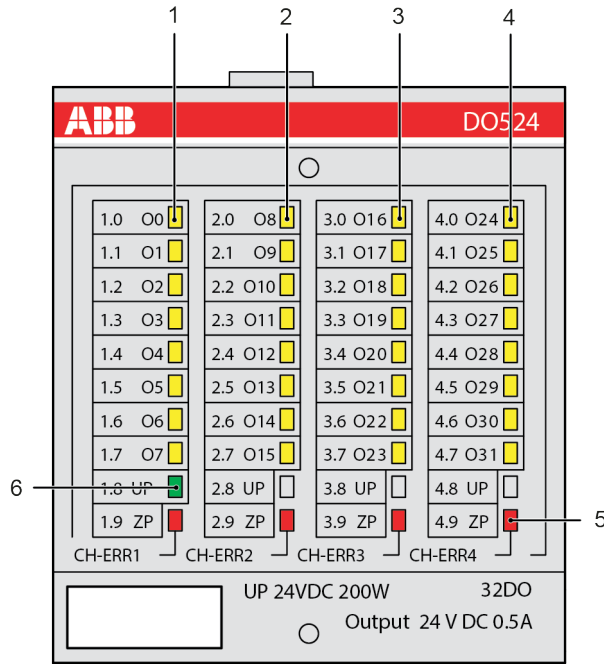 1 2 3 4
ABB DO524
1.0 O0 2.0 O8 3.0 O16 4.0 O24
1.1 O1 2.1 O9 3.1 O17 4.1 O25
1.2 O2 2.2 O10 3.2 O18 4.2 O26
1.3 O3 2.3 O11 3.3 O19 4.3 O27
1.4 O4 2.4 O12 3.4 O20 4.4 O28
1.5 O5 2.5 O13 3.5 O21 4.5 O29
1.6 O6 2.6 O14 3.6 O22 4.6 O30
1.7 O7 2.7 O15 3.7 O23 4.7 O31
6 1.8 UP 2.8 UP 3.8 UP 4.8 UP
1.9 ZP 2.9 ZP 3.9 ZP 4.9 ZP 5
CH-ERR1 CH-ERR2 CH-ERR3 CH-ERR4
UP 24VDC 200W 32DO
Output 24 V DC 0.5A